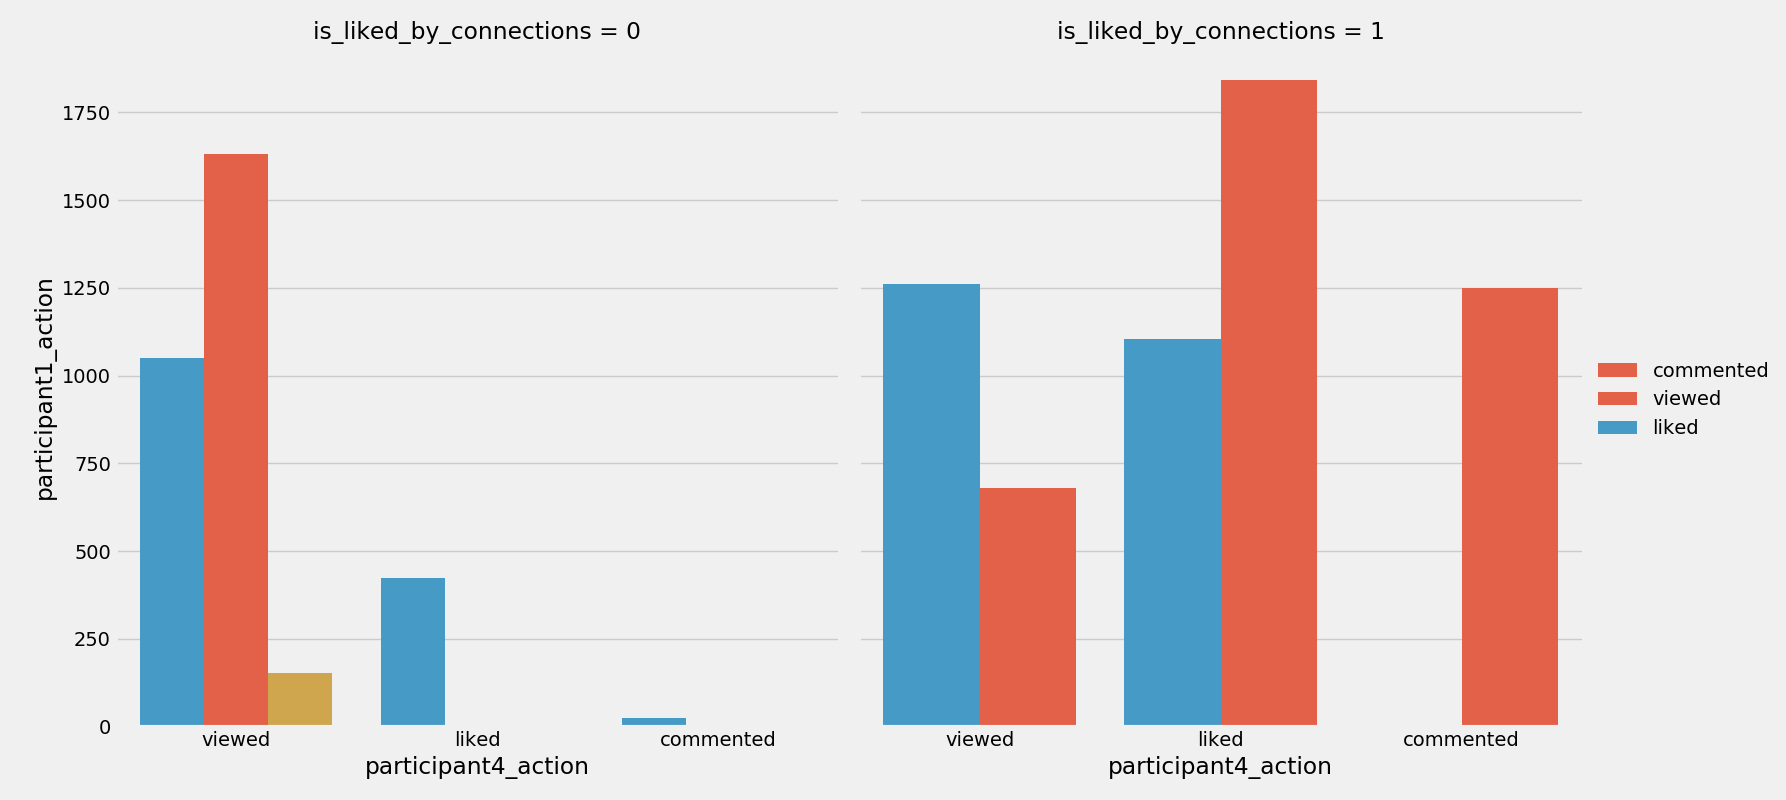 is_liked_by_connections = 0
is_liked_by_connections = 1
participant1_action
1750
1500
1250
1000
750
500
250
0
viewed
liked
commented
participant4_action
viewed
liked
commented
participant4_action
commented
viewed
liked